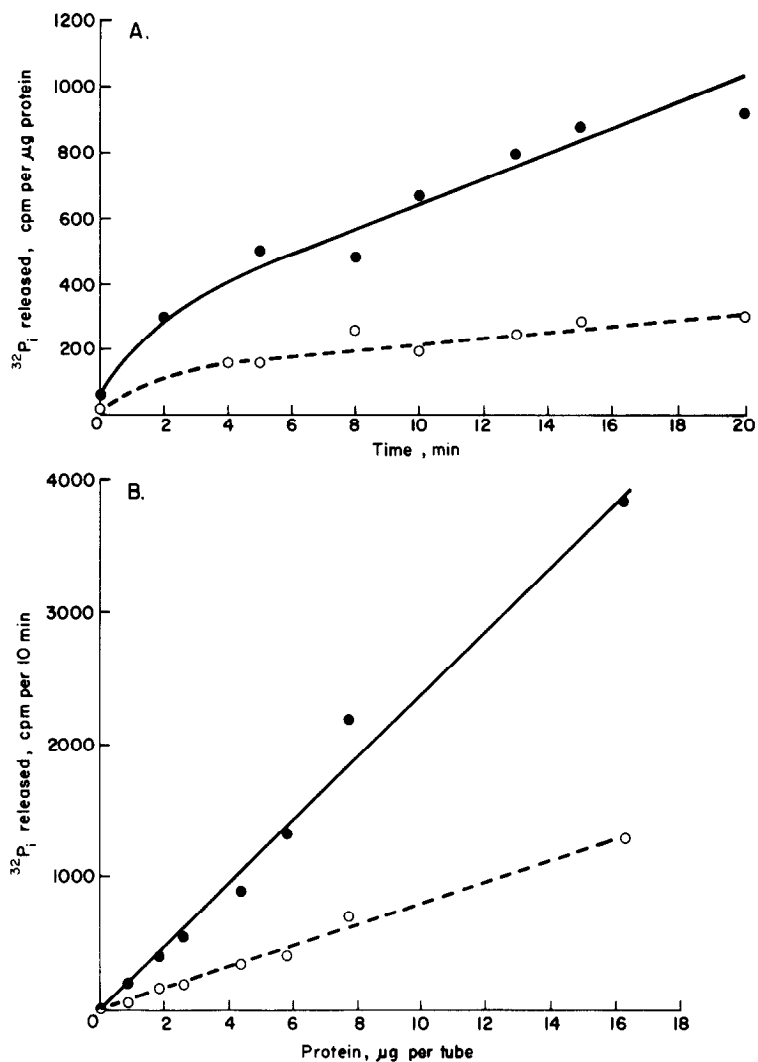 A.
1200
1000
800
600
400
200
0 2 4 6 8 10 12 14 16 18 20
³²Pᵢ released, cpm per μg protein
Time, min
B.
4000
3000
2000
1000
0 2 4 6 8 10 12 14 16 18
³²Pᵢ released, cpm per 10 min
Protein, μg per tube